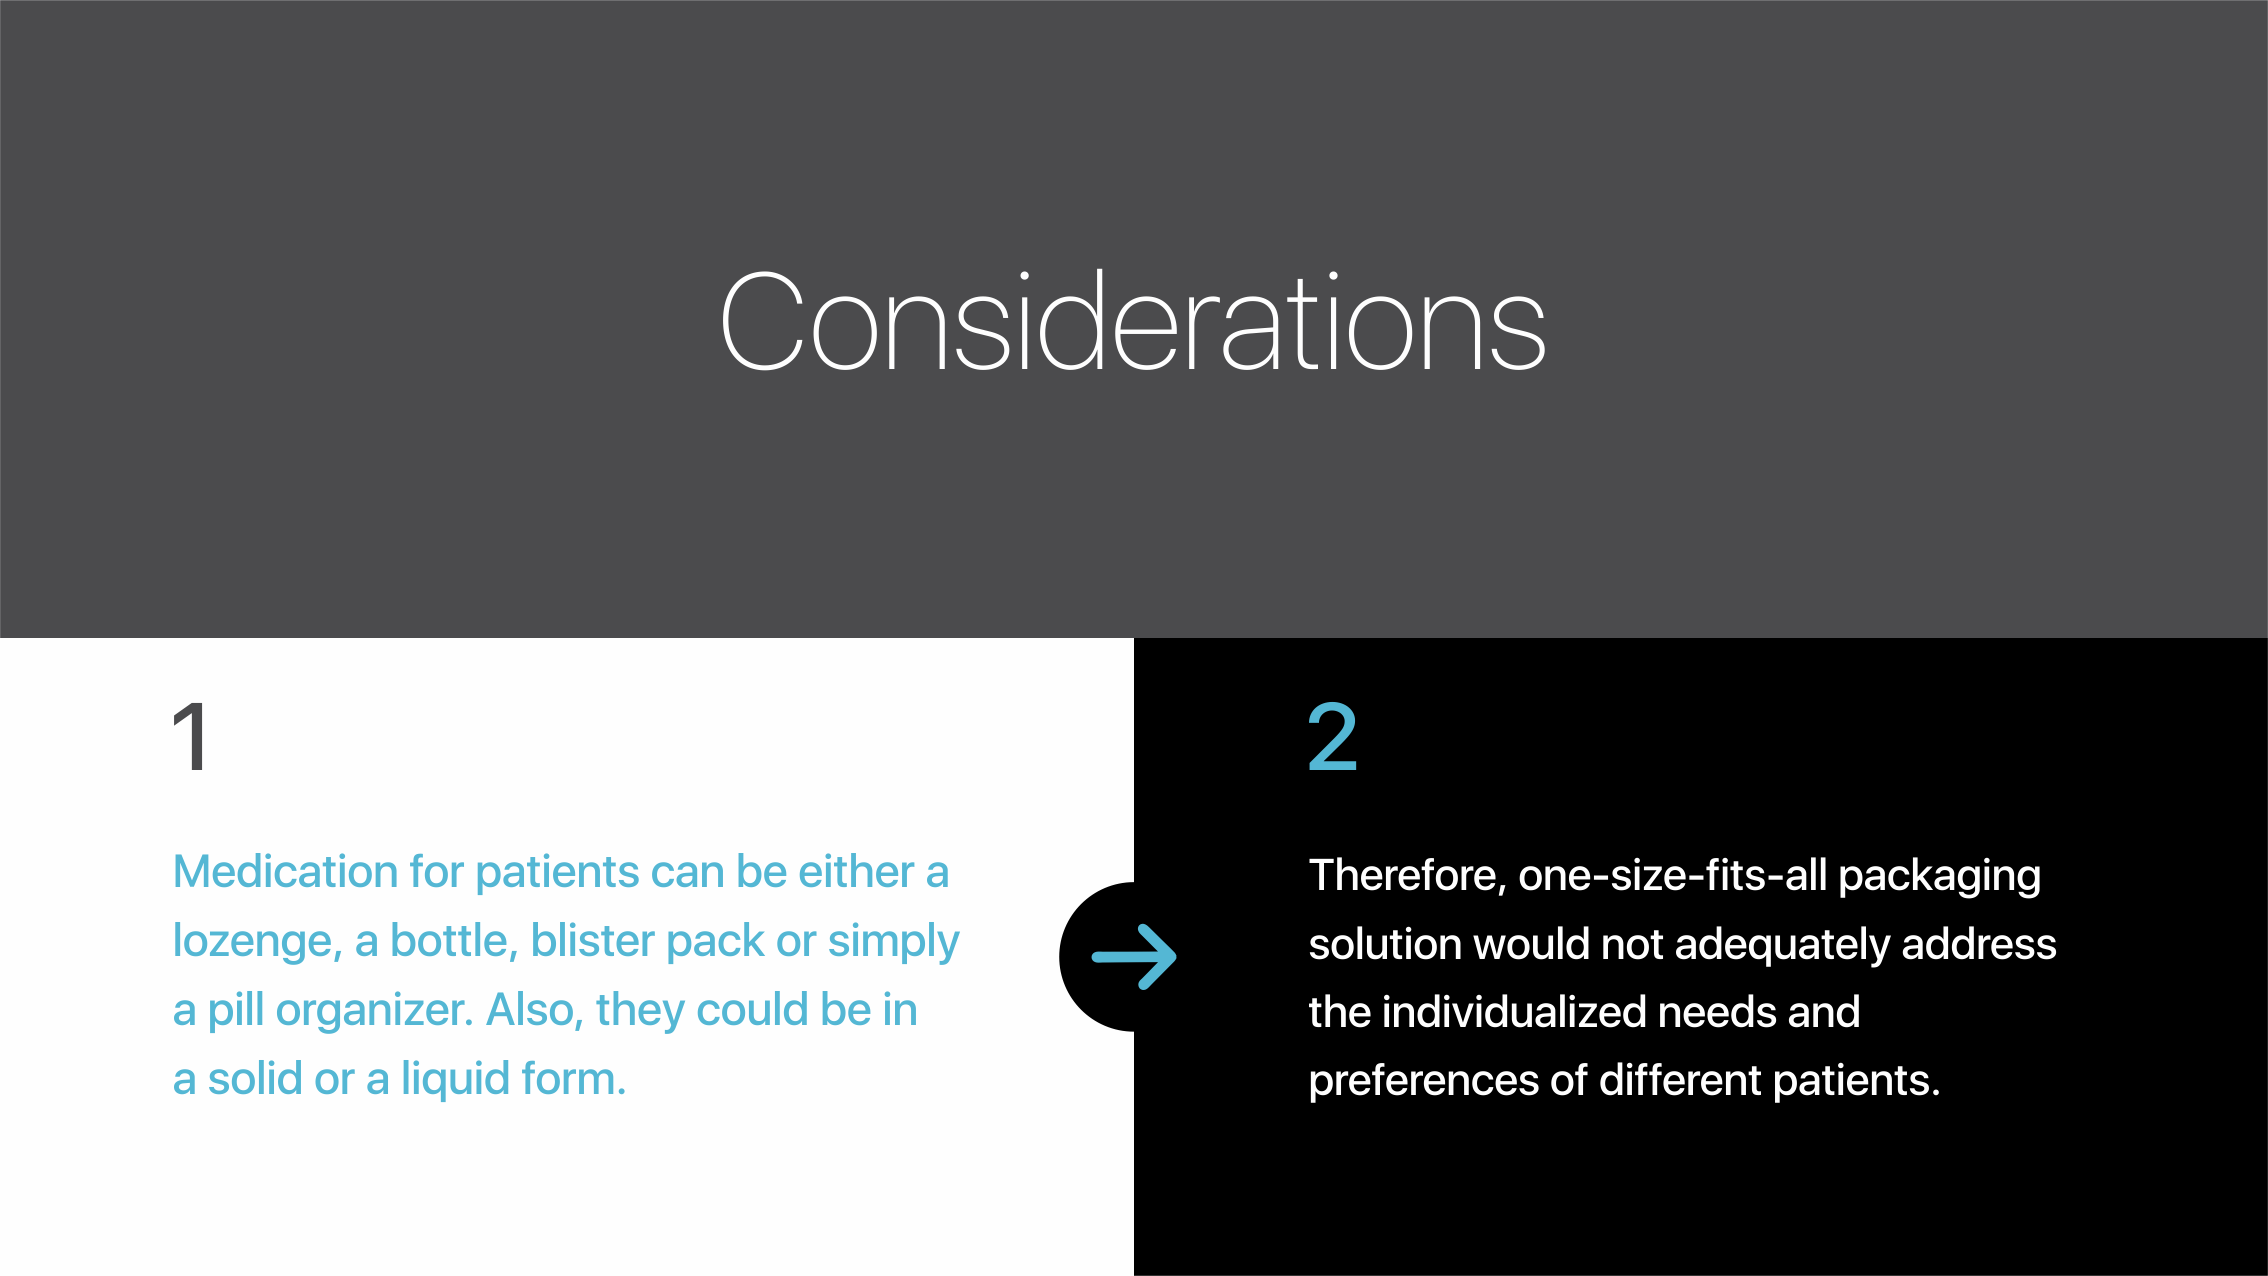 Considerations
1
Medication for patients can be either a
lozenge, a bottle, blister pack or simply
a pill organizer. Also, they could be in
a solid or a liquid form.
2
Therefore, one-size-fits-all packaging
solution would not adequately address
the individualized needs and
preferences of different patients.